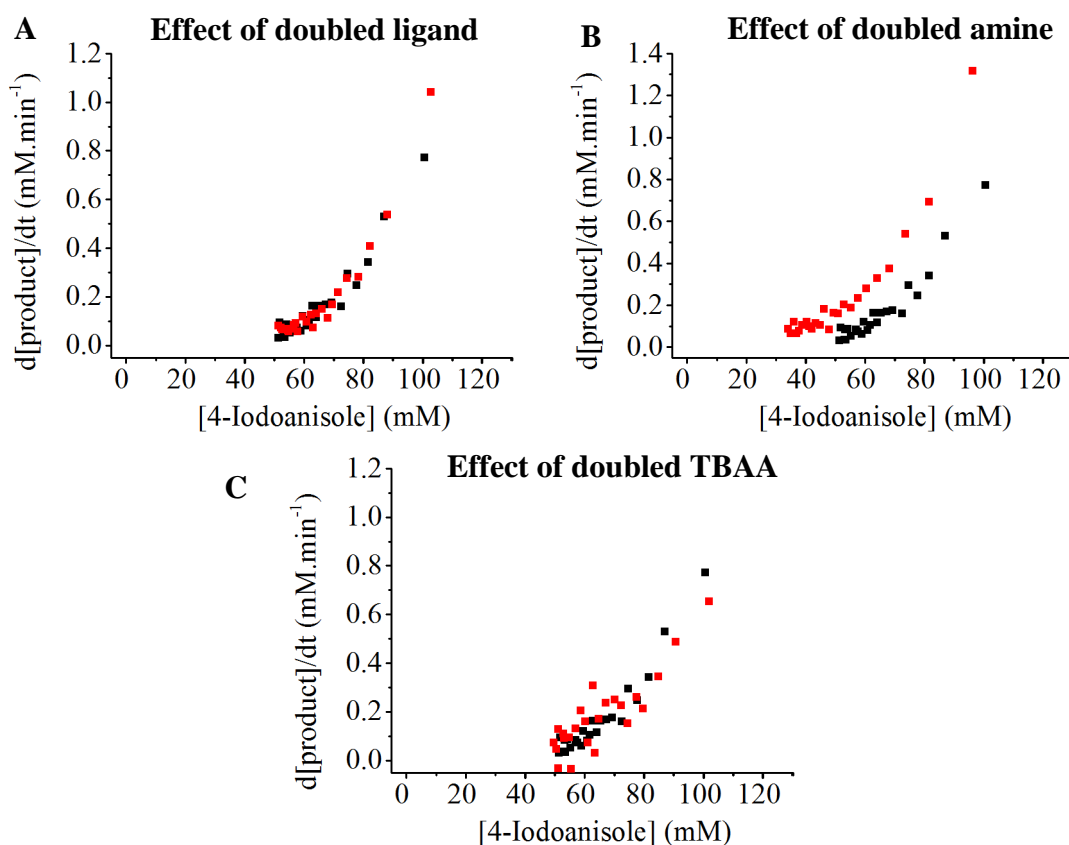 A
Effect of doubled ligand
d[product]/dt (mM.min-1)
1.2
1.0
0.8
0.6
0.4
0.2
0.0
0 20 40 60 80 100 120
[4-Iodoanisole] (mM)
B
Effect of doubled amine
d[product]/dt (mM.min-1)
1.4
1.2
1.0
0.8
0.6
0.4
0.2
0.0
0 20 40 60 80 100 120
[4-Iodoanisole] (mM)
C
Effect of doubled TBAA
d[product]/dt (mM.min-1)
1.2
1.0
0.8
0.6
0.4
0.2
0.0
0 20 40 60 80 100 120
[4-Iodoanisole] (mM)